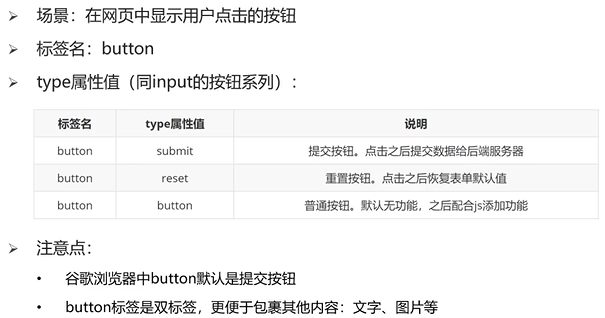 场景：在网页中显示用户点击的按钮
标签名：button
type属性值（同input的按钮系列）：
标签名 type属性值 说明
button submit 提交按钮。点击之后提交数据给后端服务器
button reset 重置按钮。点击之后恢复表单默认值
button button 普通按钮。默认无功能，之后配合js添加功能
注意点：
谷歌浏览器中button默认是提交按钮
button标签是双标签，更便于包裹其他内容：文字、图片等